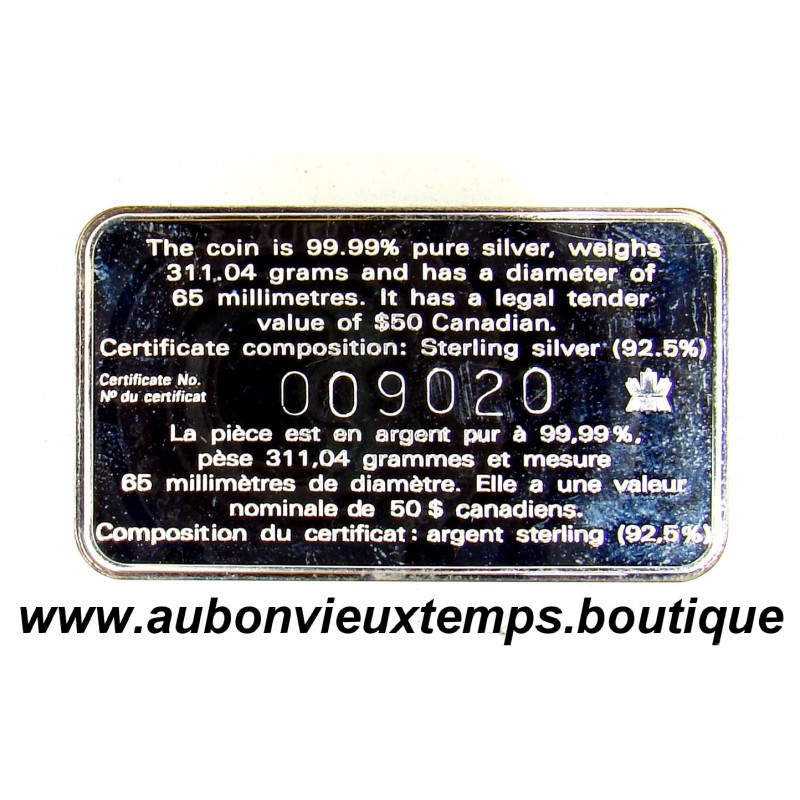 The coin is 99.99% pure silver, weighs
311.04 grams and has a diameter of
65 millimetres. It has a legal tender
value of $50 Canadian.
Certificate composition: Sterling silver (92.5%)
Certificate No. 009020
Nº du certificat
La pièce est en argent pur à 99,99%,
pèse 311,04 grammes et mesure
65 millimètres de diamètre. Elle a une valeur
nominale de 50 $ canadiens.
Composition du certificat: argent sterling (92,5%)
www.aubonvieuxtemps.boutique